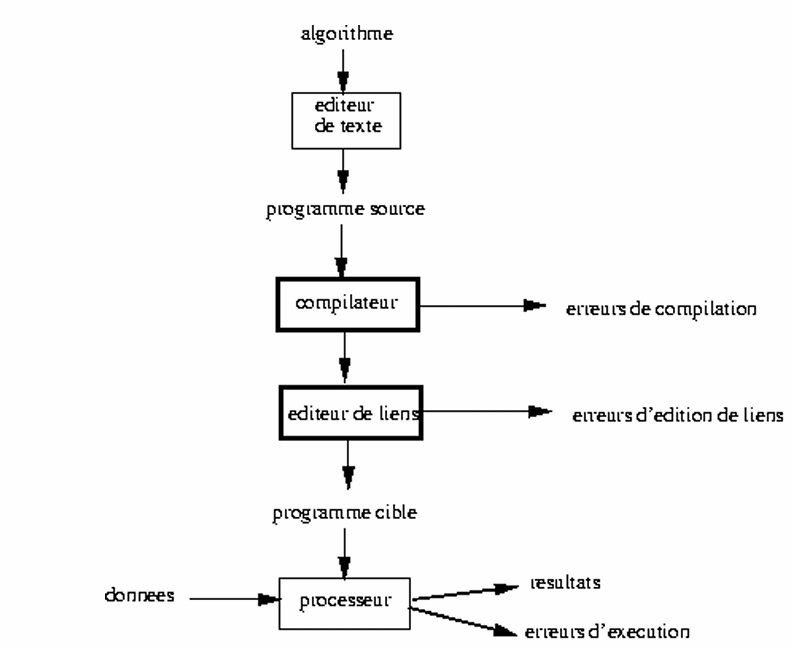 algorithme
editeur
de texte
programme source
compilateur
erreurs de compilation
editeur de liens
erreurs d'edition de liens
programme cible
donnees
processeur
resultats
erreurs d'execution